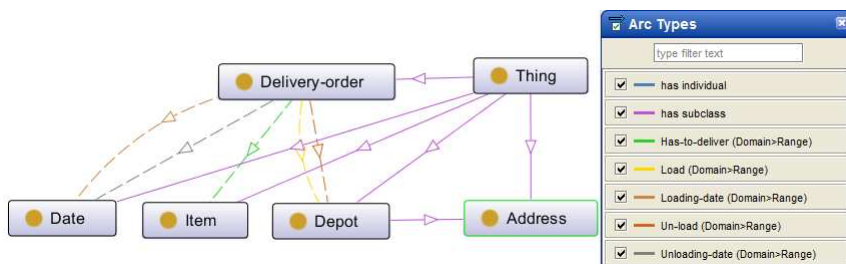 Arc Types
type filter text
Thing
Delivery-order
has individual
has subclass
Has-to-deliver (Domain>Range)
Load (Domain>Range)
Loading-date (Domain>Range)
Un-load (Domain>Range)
Unloading-date (Domain>Range)
Date
Item
Depot
Address